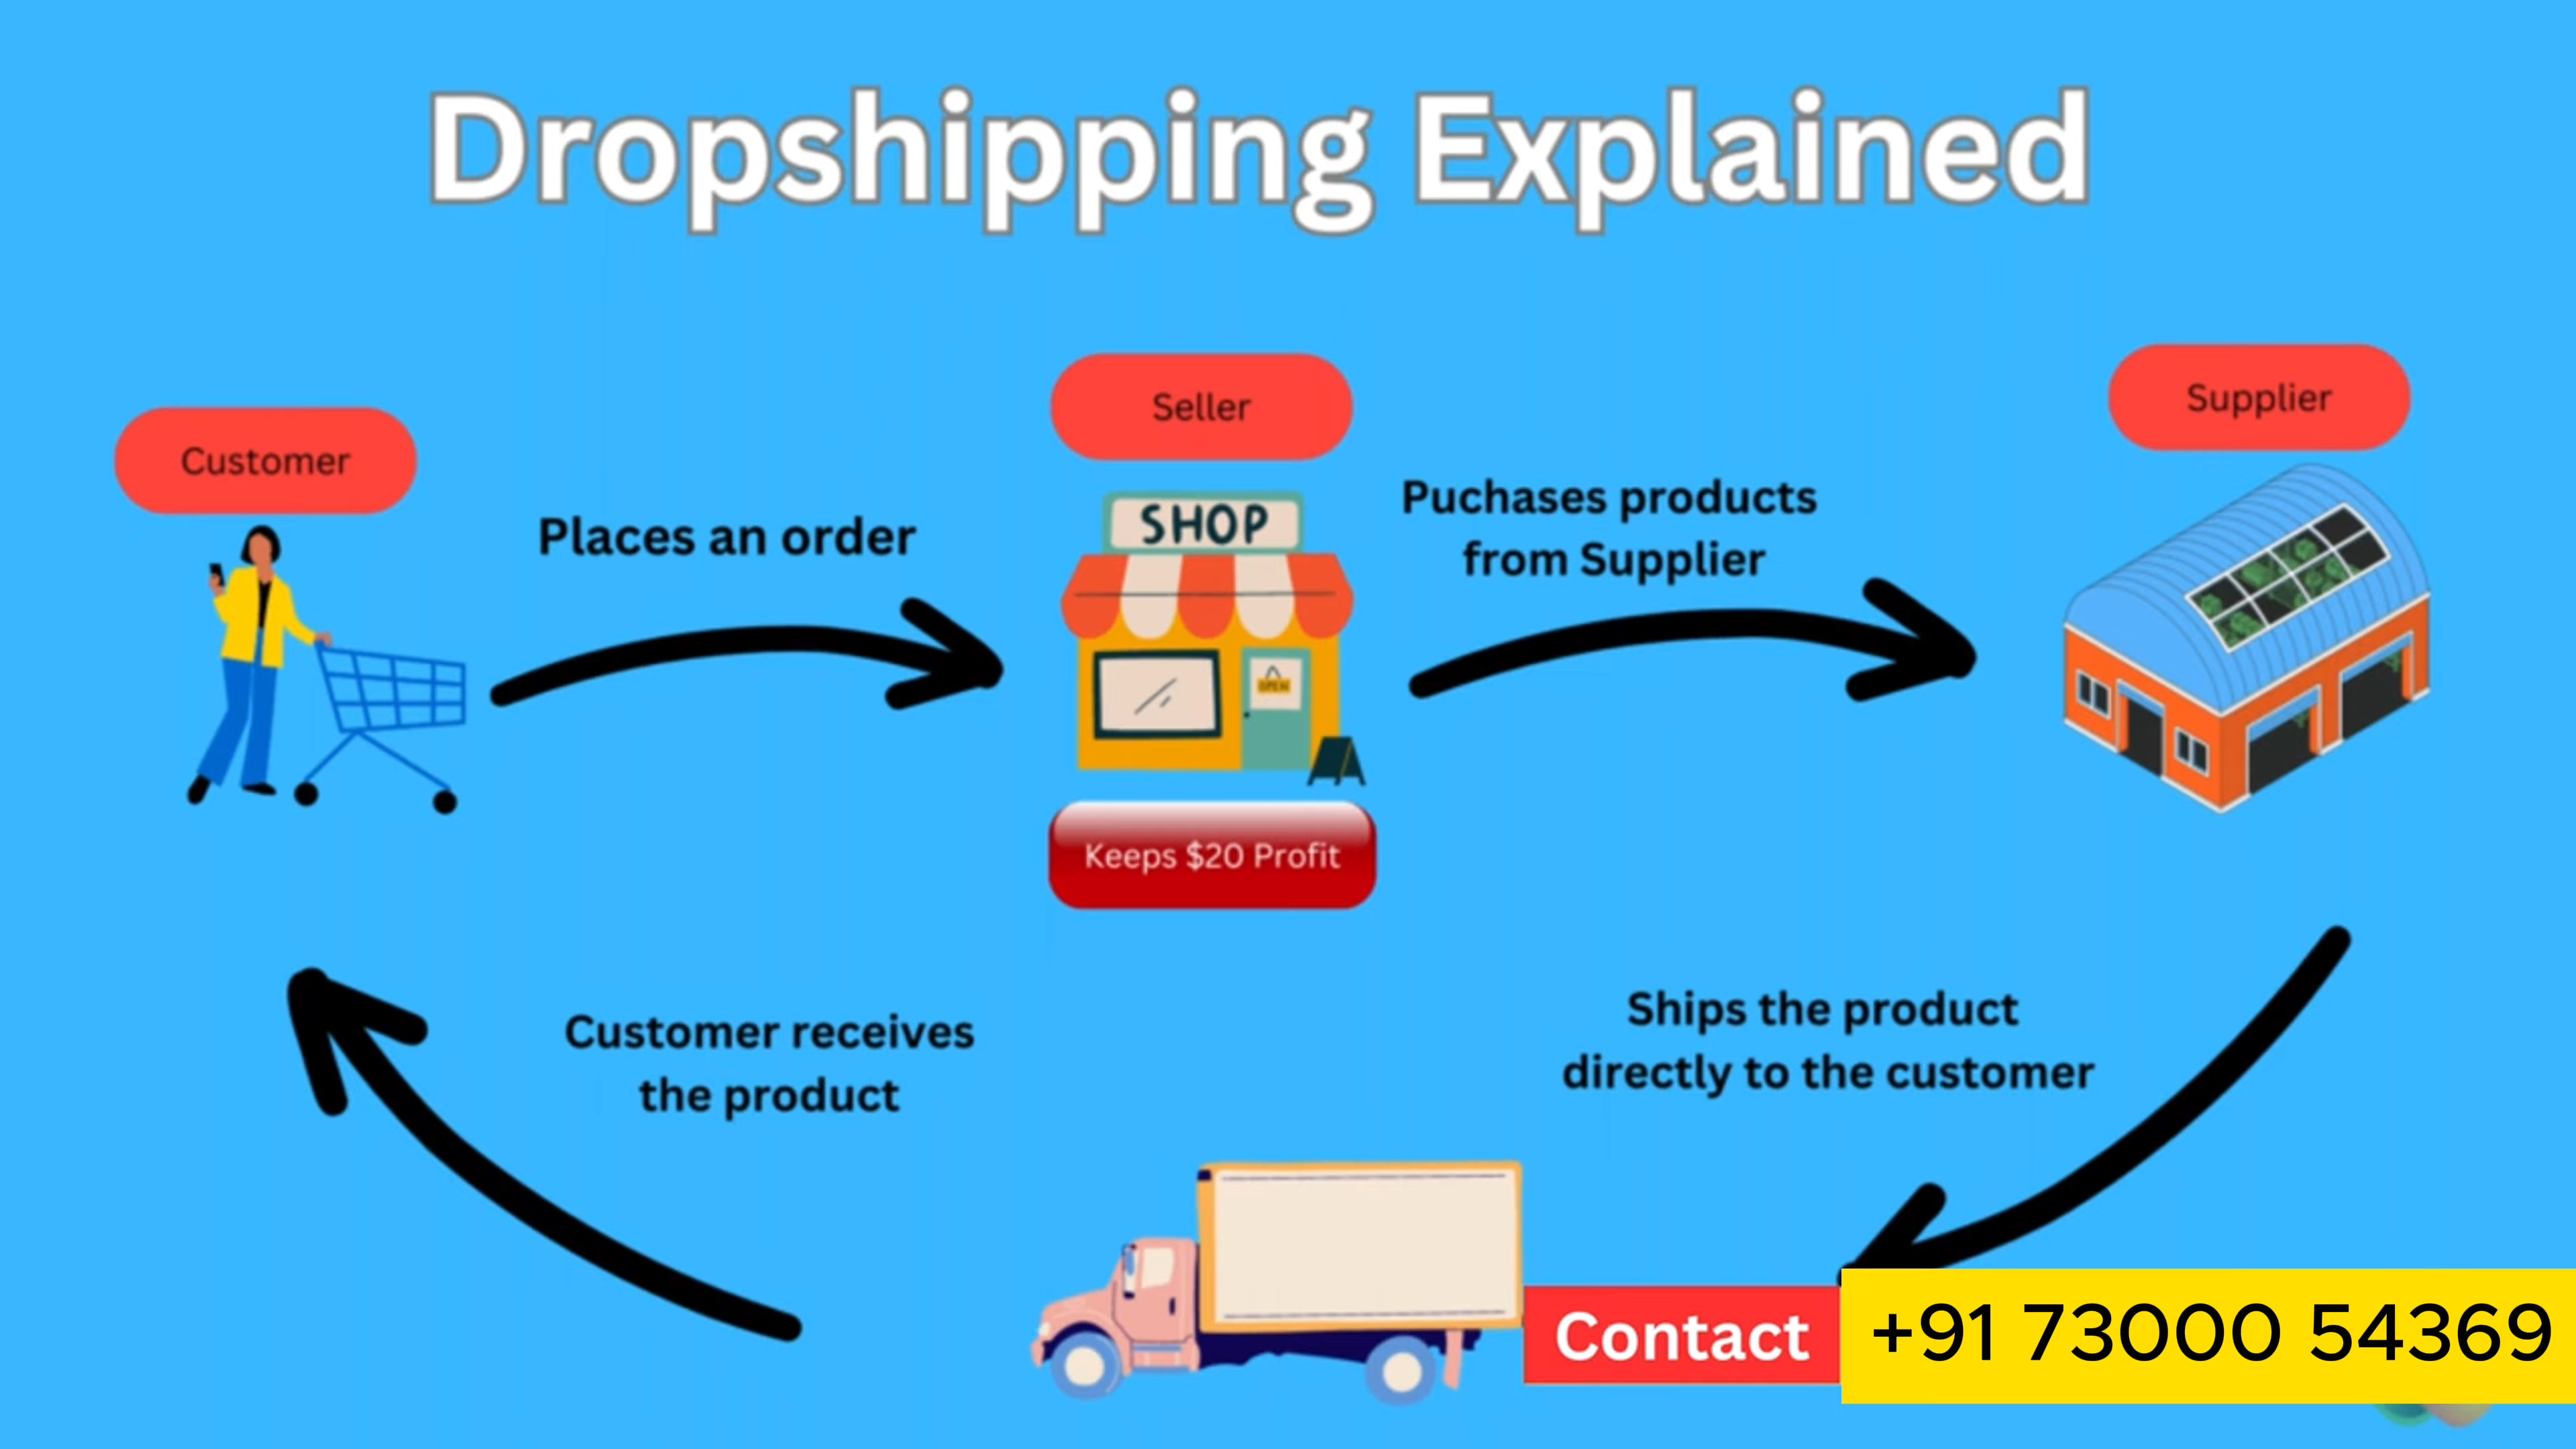 Dropshipping Explained
Customer
Seller
Supplier
Places an order
SHOP
OPEN
Puchases products
from Supplier
Keeps $20 Profit
Customer receives
the product
Ships the product
directly to the customer
Contact
+91 73000 54369